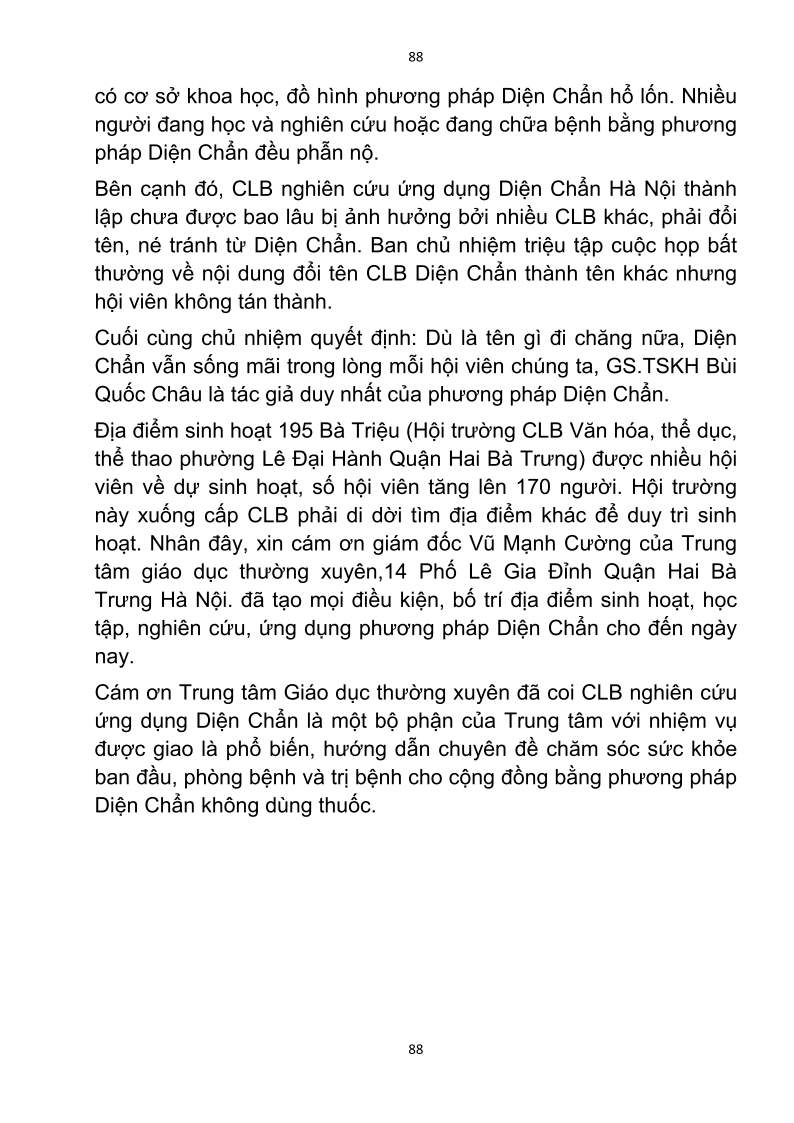 88
có cơ sở khoa học, đồ hình phương pháp Diện Chẩn hổ lốn. Nhiều
người đang học và nghiên cứu hoặc đang chữa bệnh bằng phương
pháp Diện Chẩn đều phẫn nộ.
Bên cạnh đó, CLB nghiên cứu ứng dụng Diện Chẩn Hà Nội thành
lập chưa được bao lâu bị ảnh hưởng bởi nhiều CLB khác, phải đổi
tên, né tránh từ Diện Chẩn. Ban chủ nhiệm triệu tập cuộc họp bất
thường về nội dung đổi tên CLB Diện Chẩn thành tên khác nhưng
hội viên không tán thành.
Cuối cùng chủ nhiệm quyết định: Dù là tên gì đi chăng nữa, Diện
Chẩn vẫn sống mãi trong lòng mỗi hội viên chúng ta, GS.TSKH Bùi
Quốc Châu là tác giả duy nhất của phương pháp Diện Chẩn.
Địa điểm sinh hoạt 195 Bà Triệu (Hội trường CLB Văn hóa, thể dục,
thể thao phường Lê Đại Hành Quận Hai Bà Trưng) được nhiều hội
viên về dự sinh hoạt, số hội viên tăng lên 170 người. Hội trường
này xuống cấp CLB phải di dời tìm địa điểm khác để duy trì sinh
hoạt. Nhân đây, xin cám ơn giám đốc Vũ Mạnh Cường của Trung
tâm giáo dục thường xuyên,14 Phố Lê Gia Đỉnh Quận Hai Bà
Trưng Hà Nội. đã tạo mọi điều kiện, bố trí địa điểm sinh hoạt, học
tập, nghiên cứu, ứng dụng phương pháp Diện Chẩn cho đến ngày
nay.
Cám ơn Trung tâm Giáo dục thường xuyên đã coi CLB nghiên cứu
ứng dụng Diện Chẩn là một bộ phận của Trung tâm với nhiệm vụ
được giao là phổ biến, hướng dẫn chuyên đề chăm sóc sức khỏe
ban đầu, phòng bệnh và trị bệnh cho cộng đồng bằng phương pháp
Diện Chẩn không dùng thuốc.
88